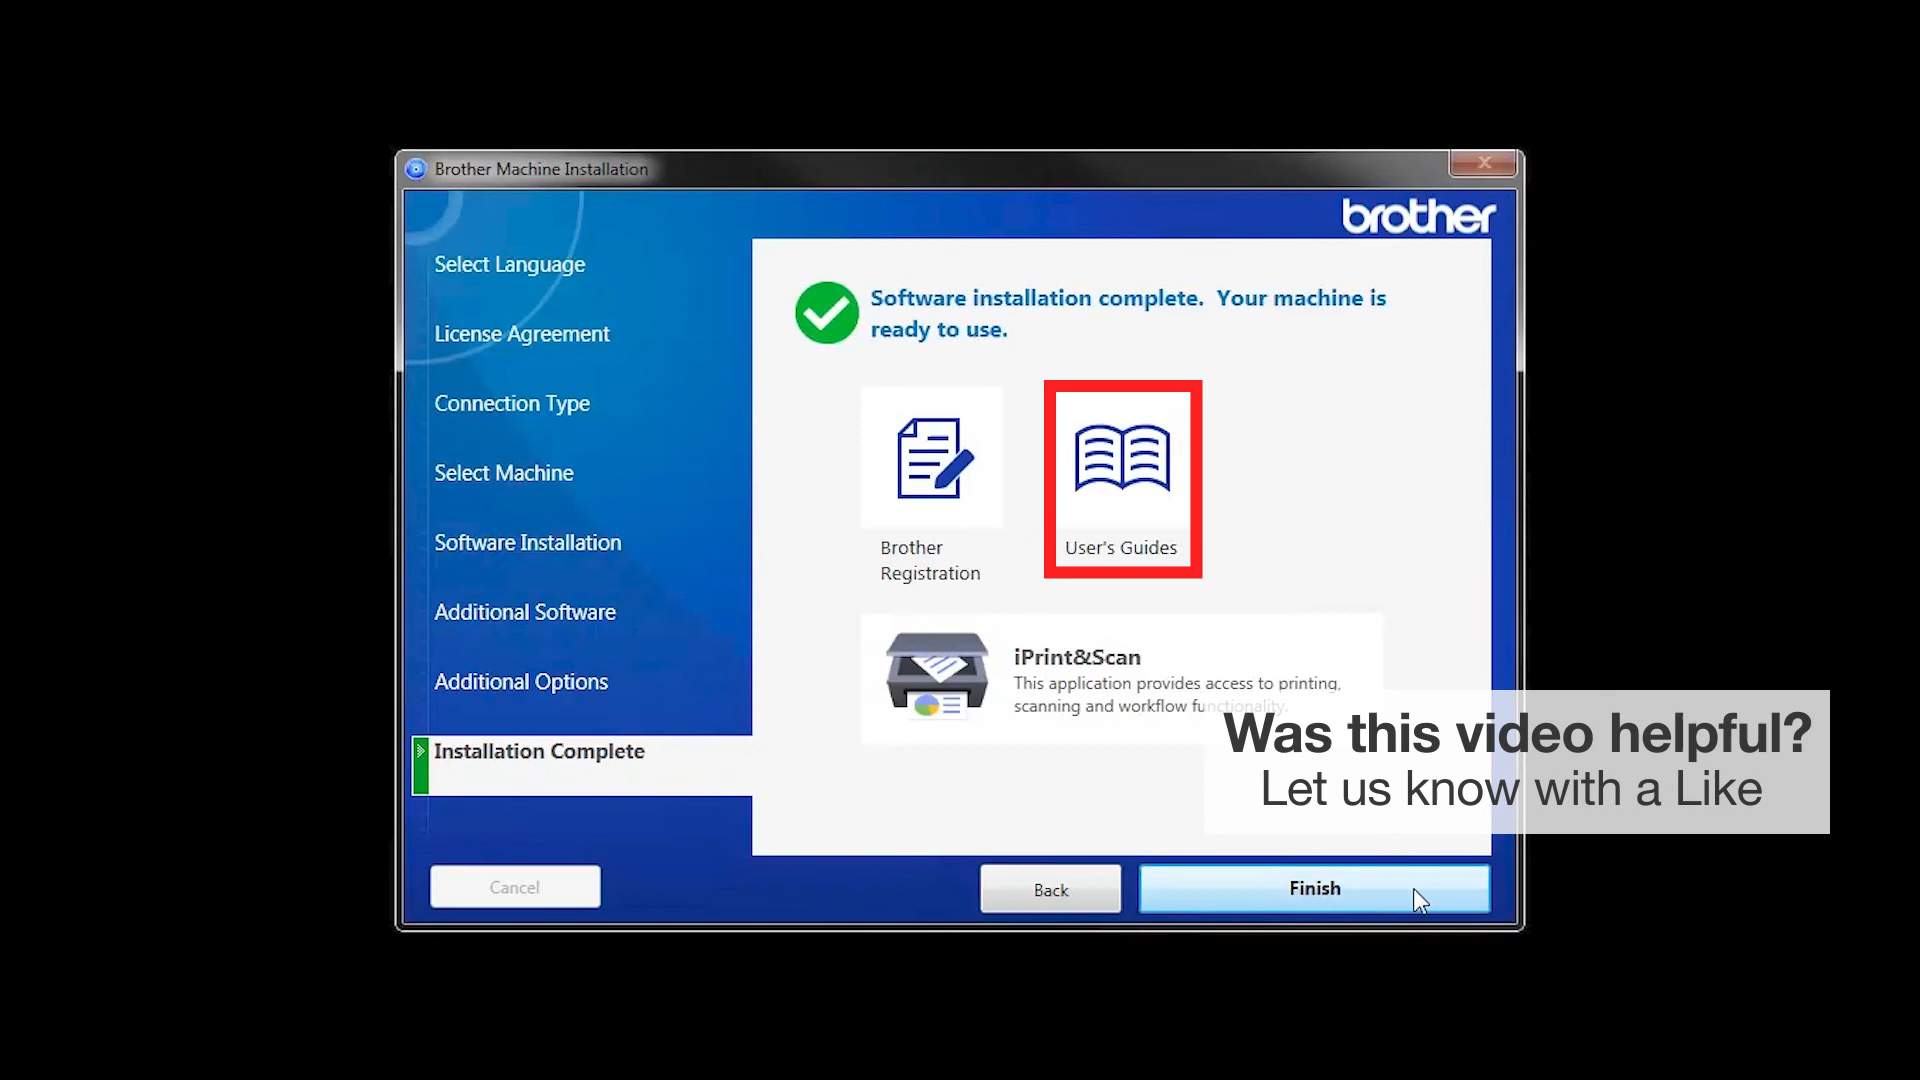 Brother Machine Installation
brother
Select Language
License Agreement
Connection Type
Select Machine
Software Installation
Additional Software
Additional Options
Installation Complete
Software installation complete. Your machine is
ready to use.
Brother
Registration
User's Guides
iPrint&Scan
This application provides access to printing,
scanning and workflow functionality.
Was this video helpful?
Let us know with a Like
Cancel
Back
Finish